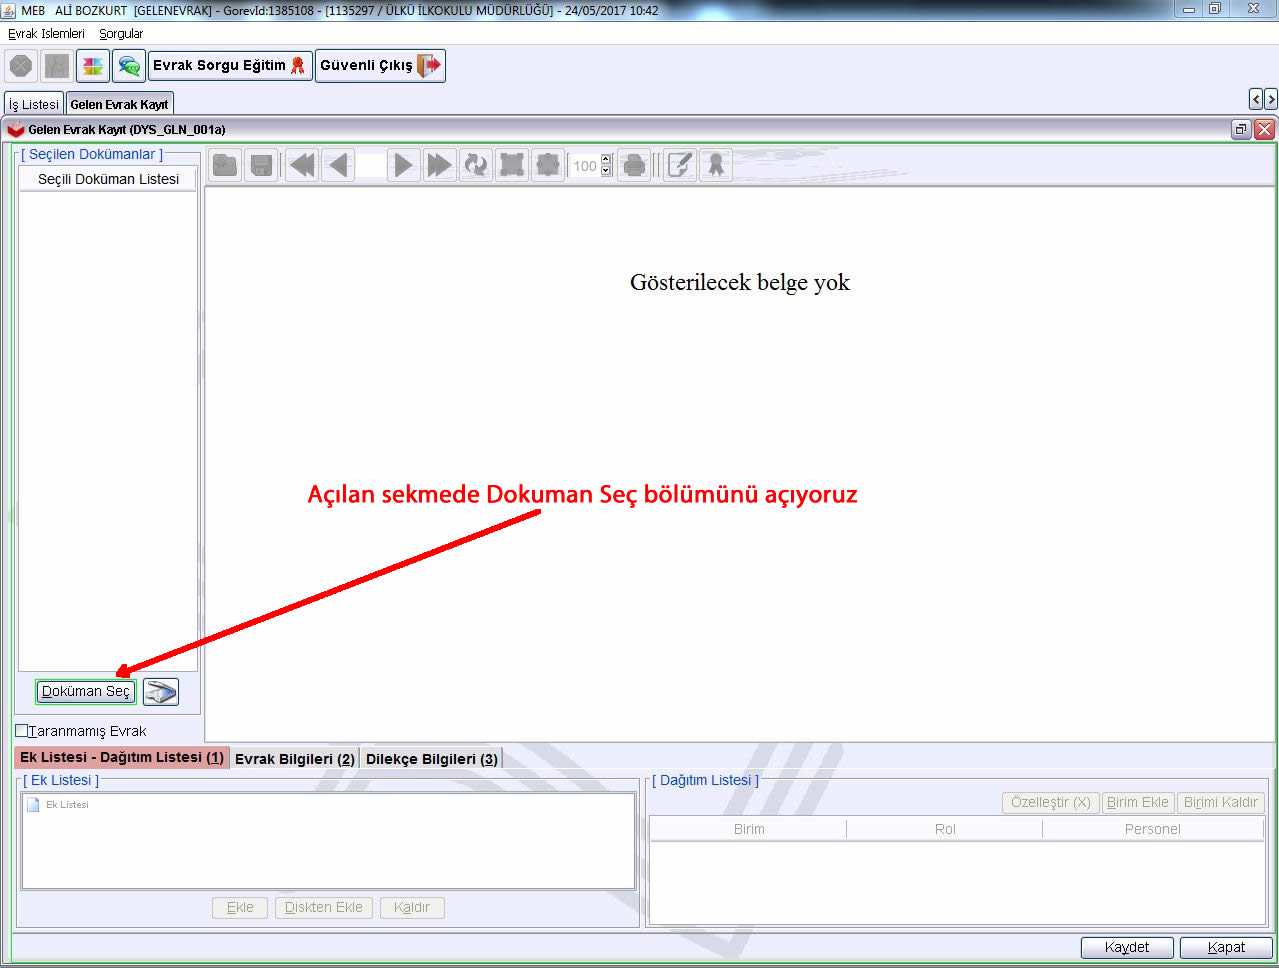 MEB ALİ BOZKURT [GELENEVRAK] - GorevId:1385108 - [1135297 / ÜLKÜ İLKOKULU MÜDÜRLÜĞÜ] - 24/05/2017 10:42
Evrak Islemleri Sorgular
Evrak Sorgu Eğitim Güvenli Çıkış
İş Listesi Gelen Evrak Kayıt
Gelen Evrak Kayıt (DYS_GLN_001a)
[ Seçilen Dokümanlar ]
100
Seçili Doküman Listesi
Gösterilecek belge yok
Açılan sekmede Dokuman Seç bölümünü açıyoruz
Doküman Seç
Taranmamış Evrak
Ek Listesi - Dağıtım Listesi (1) Evrak Bilgileri (2) Dilekçe Bilgileri (3)
[ Ek Listesi ]
Ek Listesi
Ekle Diskten Ekle Kaldır
[ Dağıtım Listesi ]
Özelleştir (X) Birim Ekle Birimi Kaldır
Birim Rol Personel
Kaydet Kapat